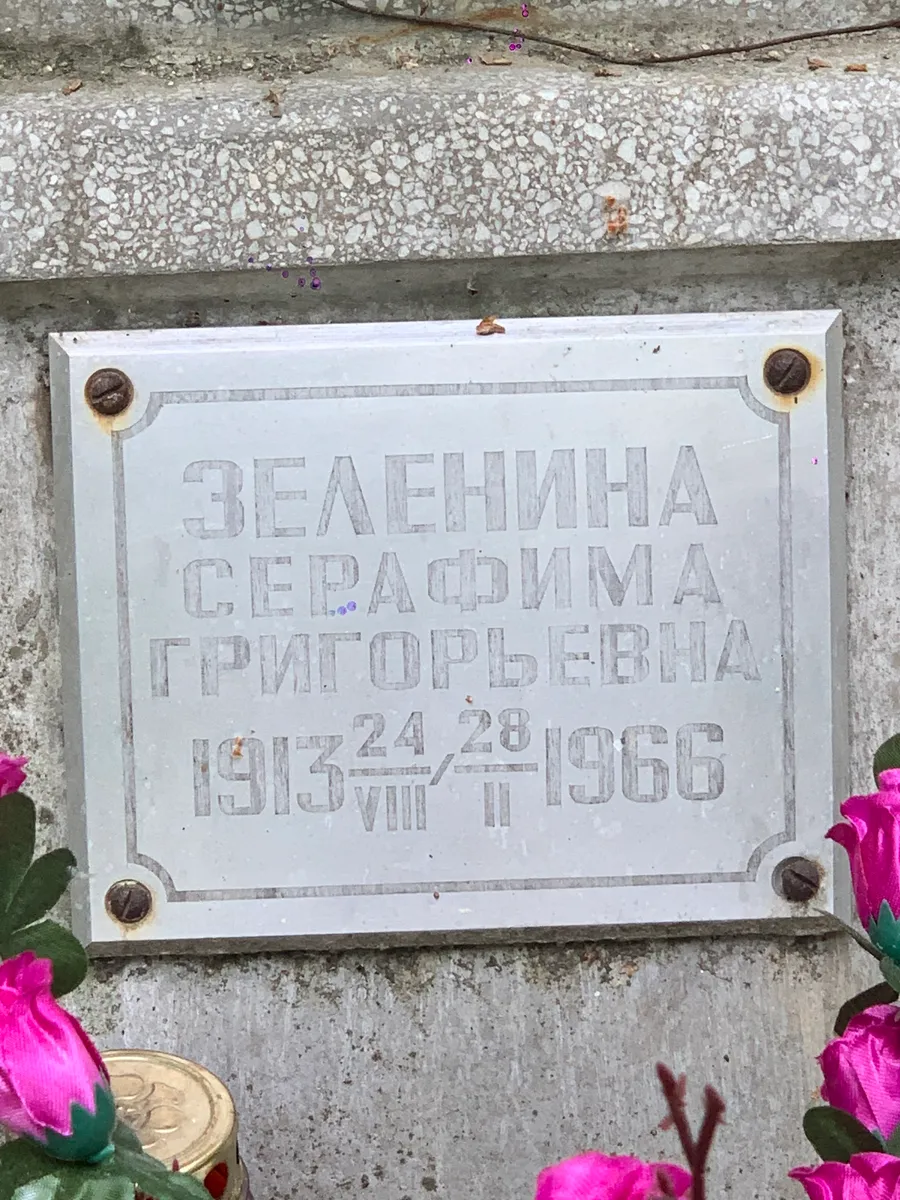 ЗЕЛЕНИНА
СЕРАФИМА
ГРИГОРЬЕВНА
1913 24/VIII / 28/II 1966